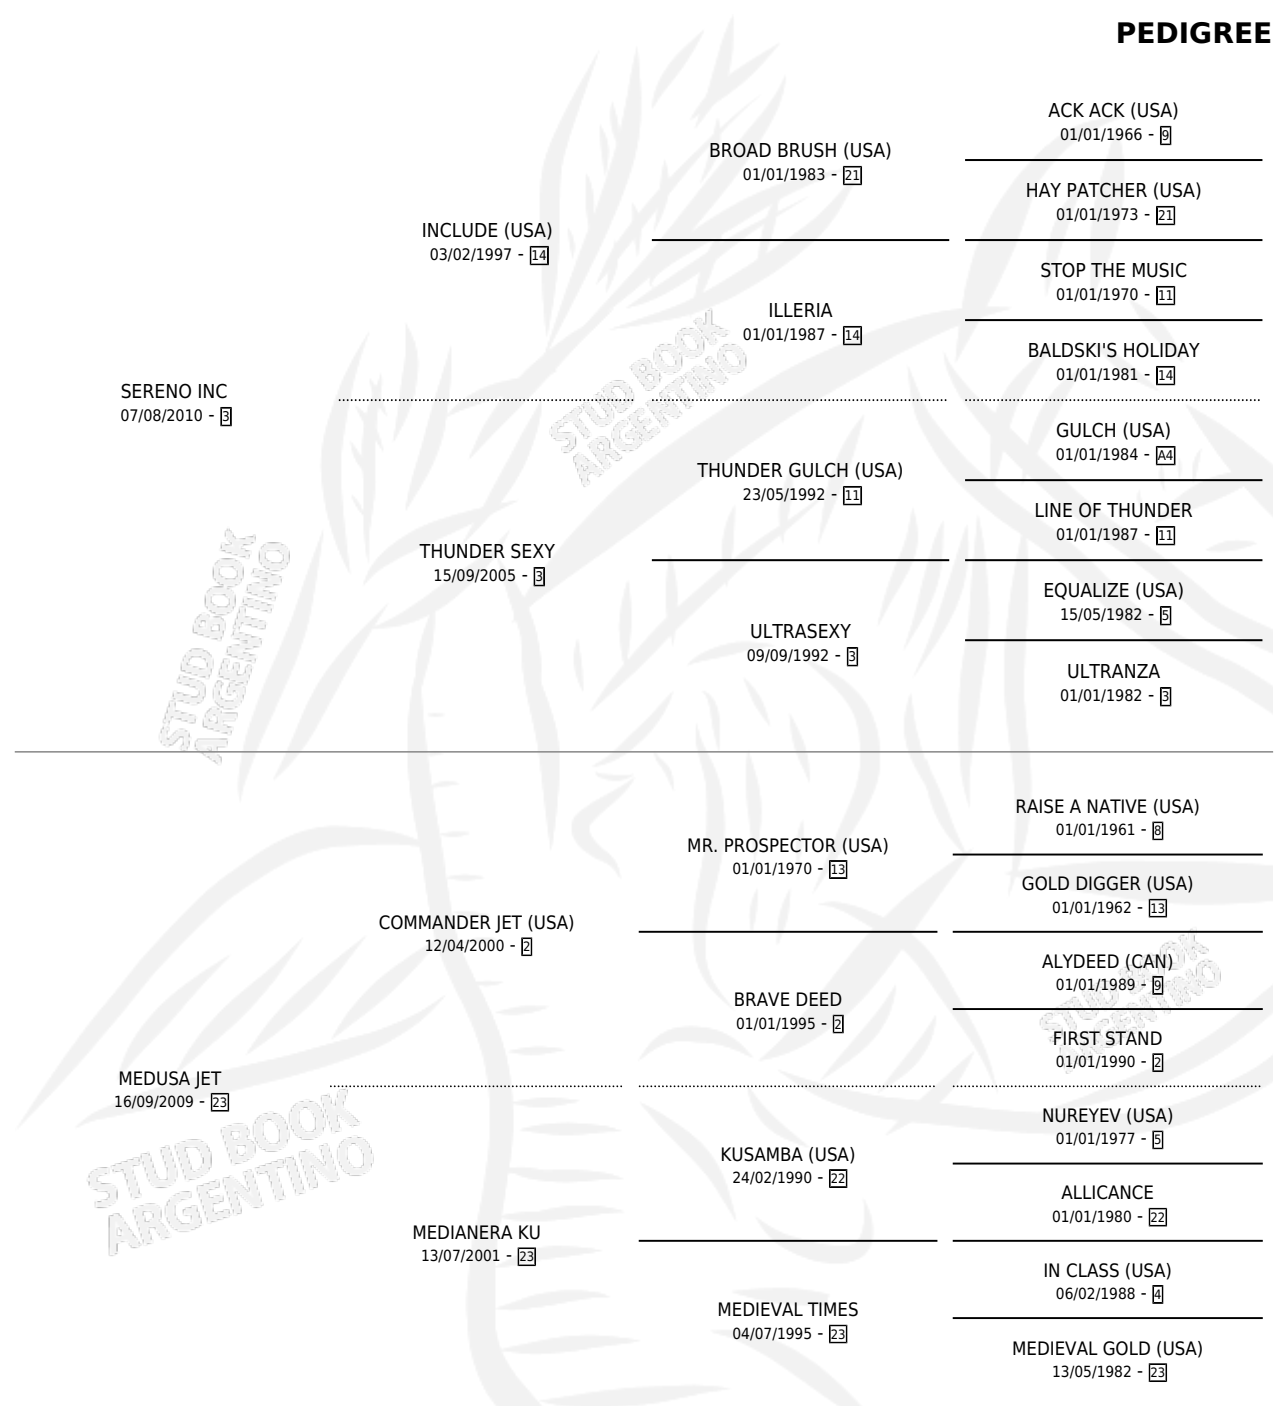 PEDIGREE
ACK ACK (USA)
01/01/1966 - 9
BROAD BRUSH (USA)
01/01/1983 - 21
HAY PATCHER (USA)
01/01/1973 - 21
INCLUDE (USA)
03/02/1997 - 14
STOP THE MUSIC
01/01/1970 - 11
ILLERIA
01/01/1987 - 14
BALDSKI'S HOLIDAY
01/01/1981 - 14
SERENO INC
07/08/2010 - 3
STUD BOOK
ARGENTINO
GULCH (USA)
01/01/1984 - A4
THUNDER GULCH (USA)
23/05/1992 - 11
LINE OF THUNDER
01/01/1987 - 11
THUNDER SEXY
15/09/2005 - 3
EQUALIZE (USA)
15/05/1982 - 5
ULTRASEXY
09/09/1992 - 3
ULTRANZA
01/01/1982 - 3
STUD BOOK
ARGENTINO
RAISE A NATIVE (USA)
01/01/1961 - 8
MR. PROSPECTOR (USA)
01/01/1970 - 13
GOLD DIGGER (USA)
01/01/1962 - 13
COMMANDER JET (USA)
12/04/2000 - 2
ALYDEED (CAN)
01/01/1989 - 9
BRAVE DEED
01/01/1995 - 2
STUD BOOK
ARGENTINO
FIRST STAND
01/01/1990 - 2
MEDUSA JET
16/09/2009 - 23
NUREYEV (USA)
01/01/1977 - 5
KUSAMBA (USA)
24/02/1990 - 22
STUD BOOK
ARGENTINO
ALLICANCE
01/01/1980 - 22
MEDIANERA KU
13/07/2001 - 23
IN CLASS (USA)
06/02/1988 - 4
MEDIEVAL TIMES
04/07/1995 - 23
MEDIEVAL GOLD (USA)
13/05/1982 - 23